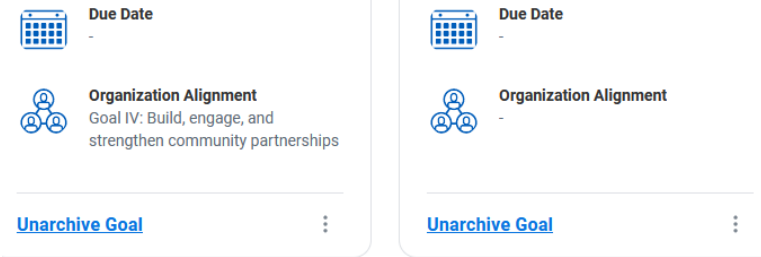 Due Date
-
Organization Alignment
Goal IV: Build, engage, and
strengthen community partnerships
Unarchive Goal
Due Date
-
Organization Alignment
-
Unarchive Goal